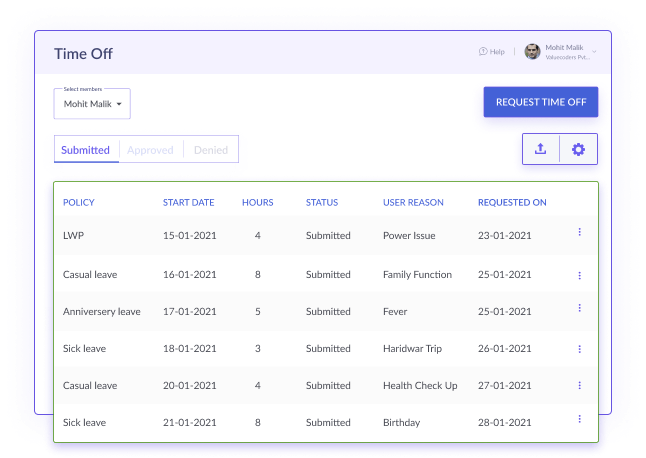 Time Off
Help
Mohit Malik
Valuecoders Pvt...
Select members
Mohit Malik
REQUEST TIME OFF
Submitted Approved Denied
POLICY START DATE HOURS STATUS USER REASON REQUESTED ON
LWP 15-01-2021 4 Submitted Power Issue 23-01-2021
Casual leave 16-01-2021 8 Submitted Family Function 25-01-2021
Anniversery leave 17-01-2021 5 Submitted Fever 25-01-2021
Sick leave 18-01-2021 3 Submitted Haridwar Trip 26-01-2021
Casual leave 20-01-2021 4 Submitted Health Check Up 27-01-2021
Sick leave 21-01-2021 8 Submitted Birthday 28-01-2021